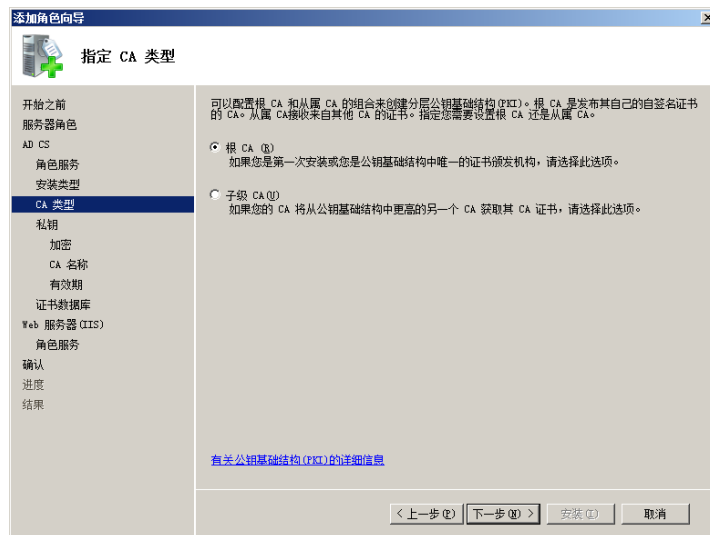 添加角色向导
指定 CA 类型
开始之前
服务器角色
AD CS
角色服务
安装类型
CA 类型
私钥
加密
CA 名称
有效期
证书数据库
Web 服务器(IIS)
角色服务
确认
进度
结果
可以配置根 CA 和从属 CA 的组合来创建分层公钥基础结构(PKI)。根 CA 是发布其自己的自签名证书
的 CA。从属 CA接收来自其他 CA 的证书。指定您需要设置根 CA 还是从属 CA。
根 CA (R)
如果您是第一次安装或您是公钥基础结构中唯一的证书颁发机构，请选择此选项。
子级 CA(U)
如果您的 CA 将从公钥基础结构中更高的另一个 CA 获取其 CA 证书，请选择此选项。
有关公钥基础结构(PKI)的详细信息
< 上一步(P) 下一步(N) > 安装(I) 取消